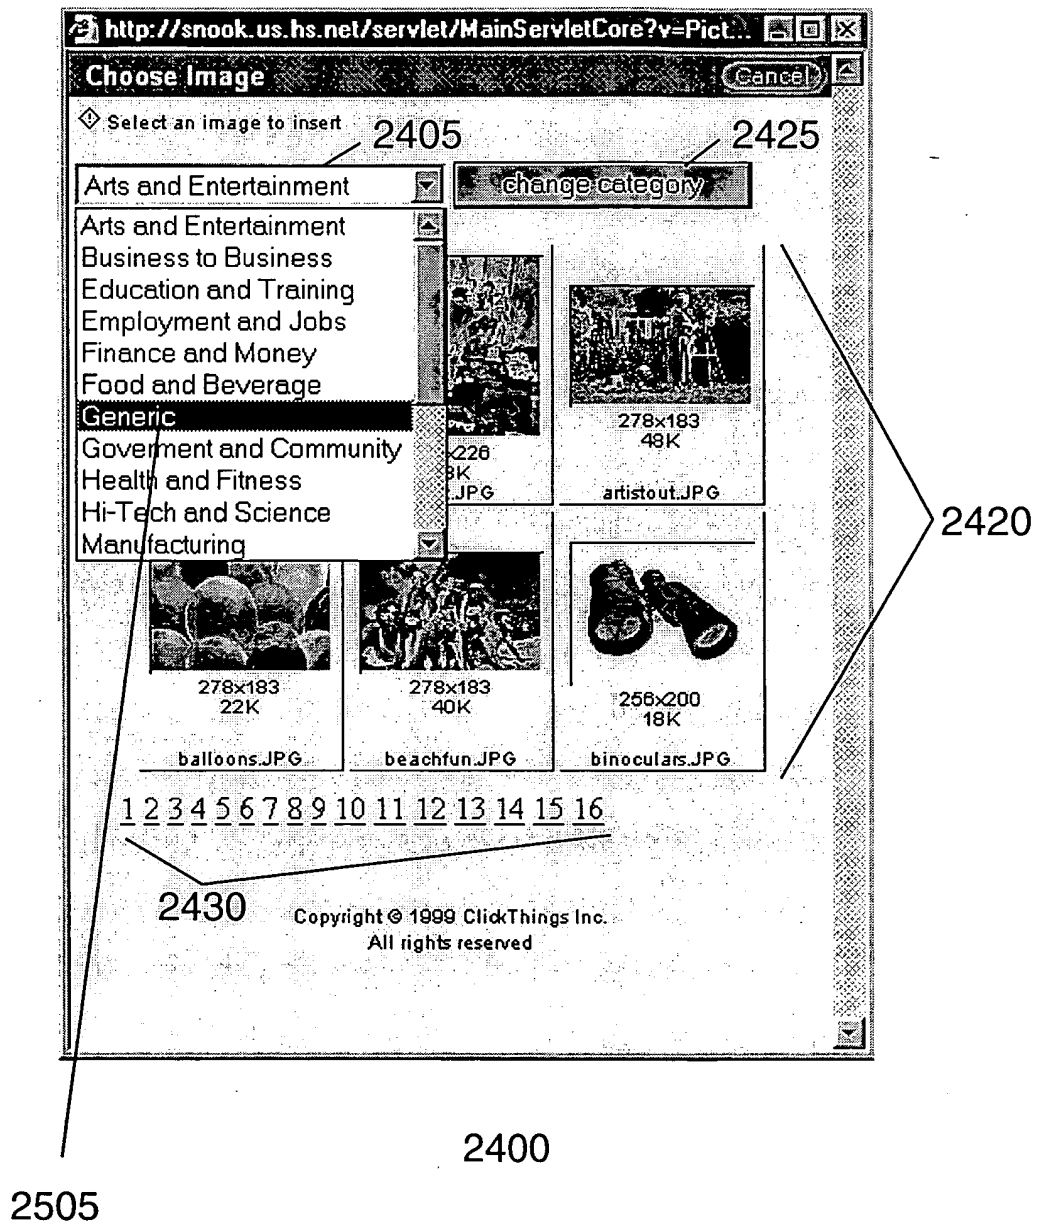 http://snook.us.hs.net/servlet/MainServletCore?v=Pict...
Choose Image
Cancel
Select an image to insert
2405
2425
Arts and Entertainment
change category
Arts and Entertainment
Business to Business
Education and Training
Employment and Jobs
Finance and Money
Food and Beverage
Generic
Goverment and Community
Health and Fitness
Hi-Tech and Science
Manufacturing
x226
3K
.JPG
278x183
48K
artistout.JPG
2420
278x183
22K
balloons.JPG
278x183
40K
beachfun.JPG
256x200
18K
binoculars.JPG
1 2 3 4 5 6 7 8 9 10 11 12 13 14 15 16
2430
Copyright © 1999 ClickThings Inc.
All rights reserved
2400
2505